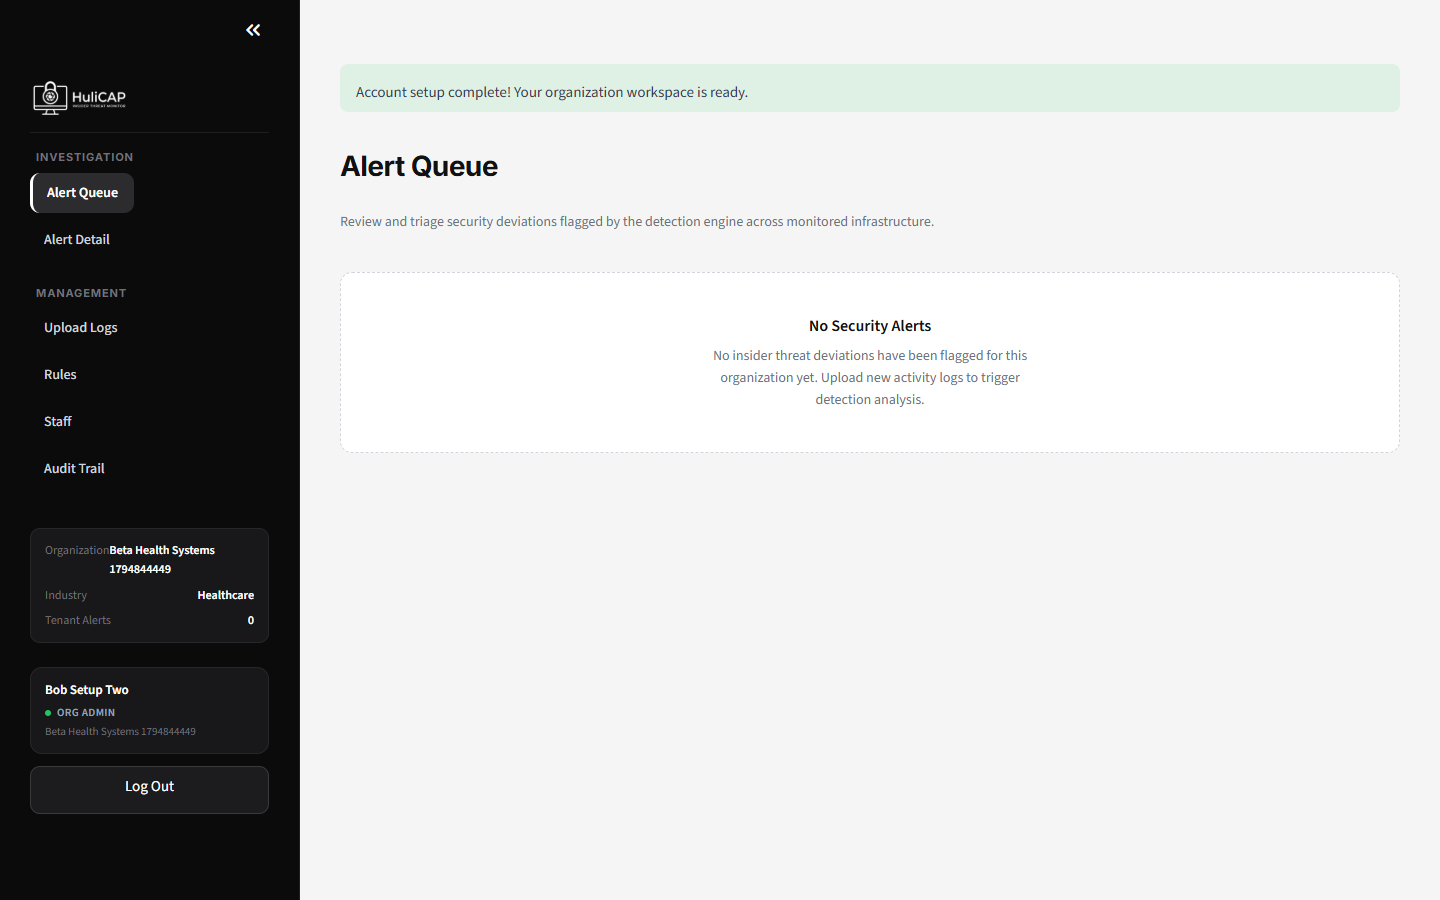 HuliCAP
INSIDER THREAT MONITOR
INVESTIGATION
Alert Queue
Alert Detail
MANAGEMENT
Upload Logs
Rules
Staff
Audit Trail
Organization Beta Health Systems
1794844449
Industry Healthcare
Tenant Alerts 0
Bob Setup Two
ORG ADMIN
Beta Health Systems 1794844449
Log Out
Account setup complete! Your organization workspace is ready.
Alert Queue
Review and triage security deviations flagged by the detection engine across monitored infrastructure.
No Security Alerts
No insider threat deviations have been flagged for this
organization yet. Upload new activity logs to trigger
detection analysis.